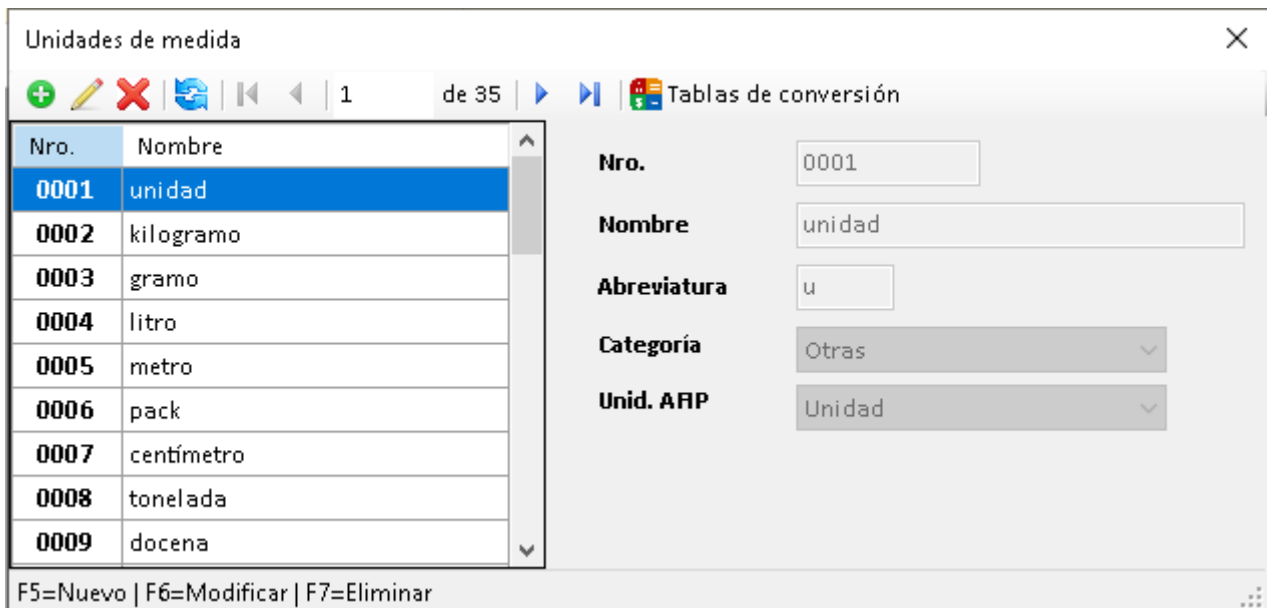 Unidades de medida
1 de 35 Tablas de conversión
Nro. Nombre
0001 unidad
0002 kilogramo
0003 gramo
0004 litro
0005 metro
0006 pack
0007 centímetro
0008 tonelada
0009 docena
Nro. 0001
Nombre unidad
Abreviatura u
Categoría Otras
Unid. AFIP Unidad
F5=Nuevo | F6=Modificar | F7=Eliminar